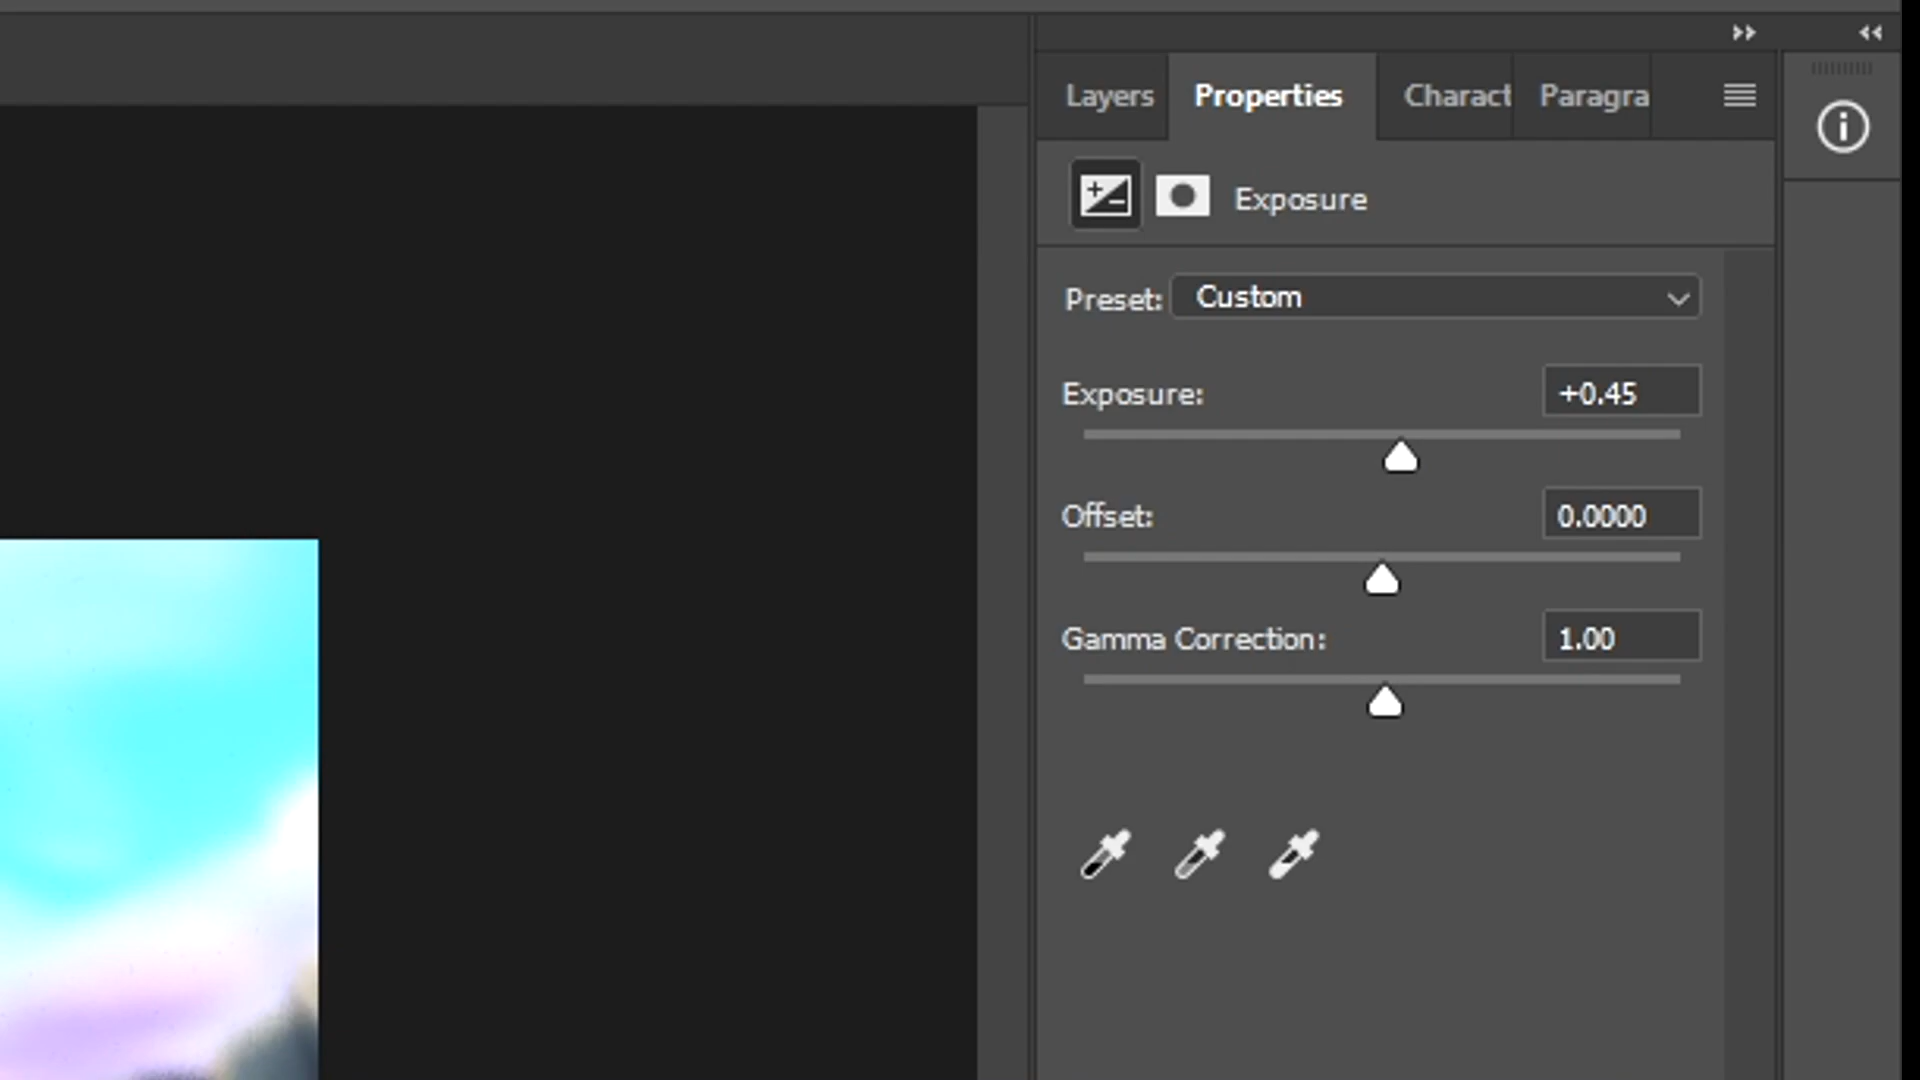 Layers Properties Charact Paragra
Exposure
Preset: Custom
Exposure: +0.45
Offset: 0.0000
Gamma Correction: 1.00